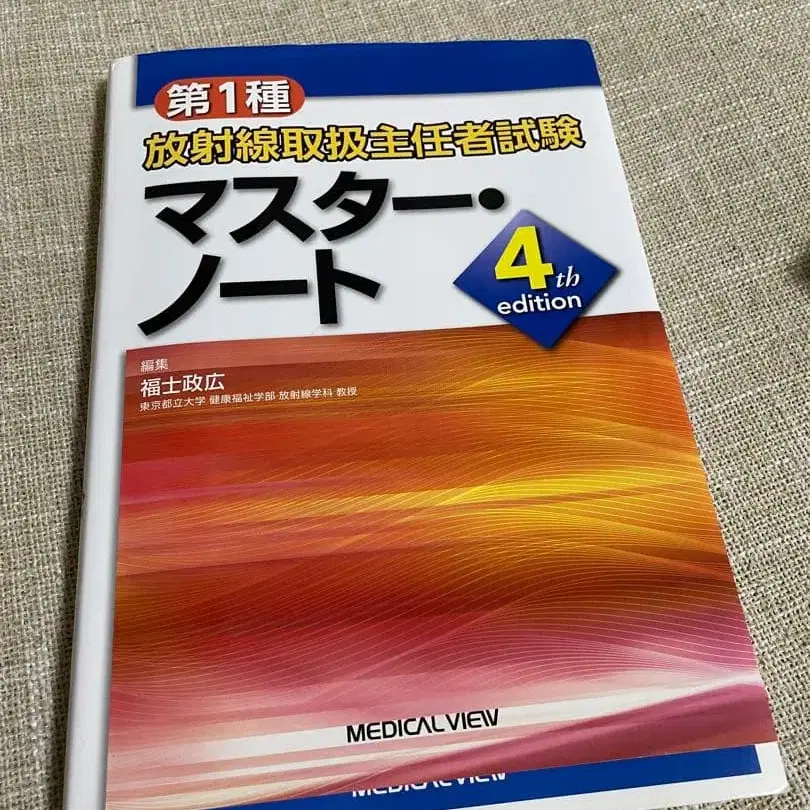 第1種
放射線取扱主任者試験
マスター・
ノート
4th
edition
編集
福士政広
東京都立大学 健康福祉学部 放射線学科 教授
MEDICAL VIEW
MEDICAL VIEW